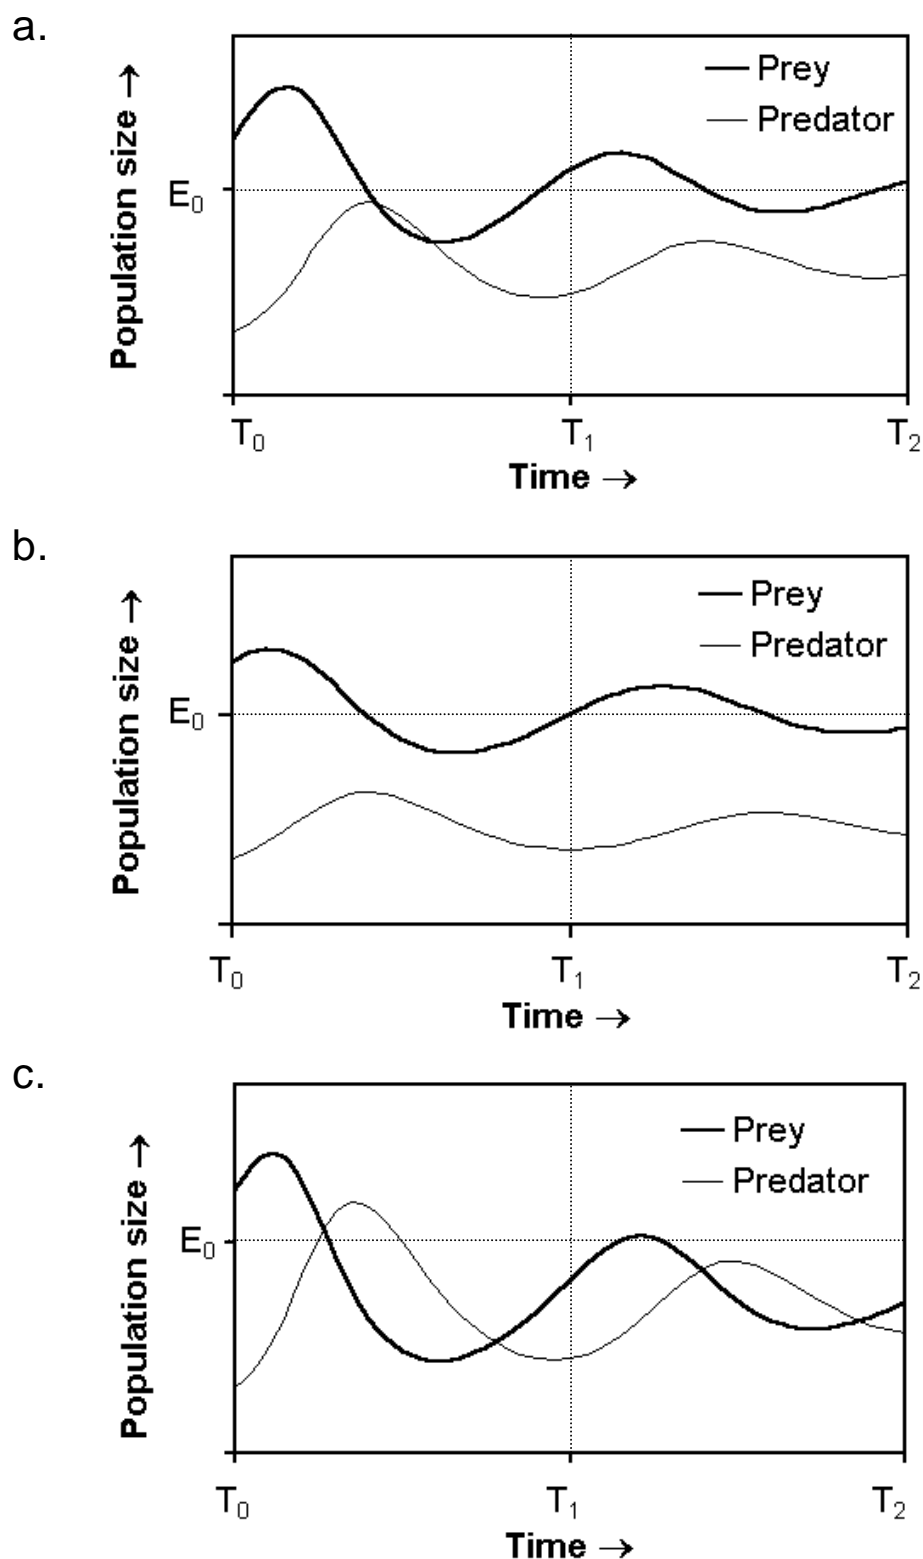 a.
Prey
Predator
Population size →
E₀
T₀ T₁ T₂
Time →
b.
Prey
Predator
Population size →
E₀
T₀ T₁ T₂
Time →
c.
Prey
Predator
Population size →
E₀
T₀ T₁ T₂
Time →